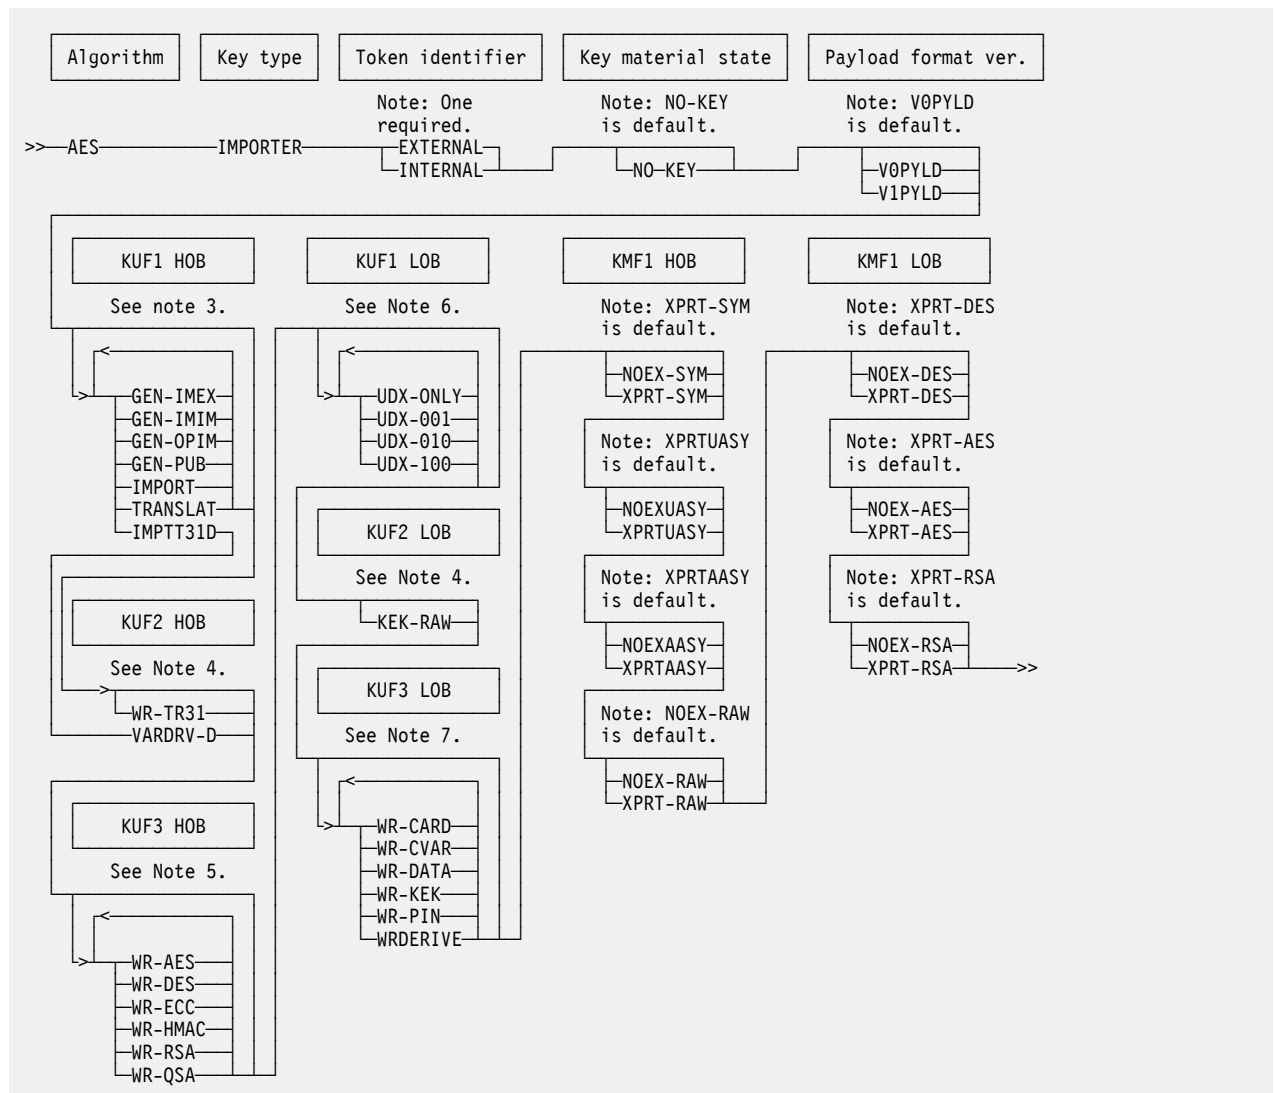 Algorithm Key type Token identifier Key material state Payload format ver.
Note: One Note: NO-KEY Note: V0PYLD
required. is default. is default.
>>—AES—IMPORTER—EXTERNAL
INTERNAL NO-KEY V0PYLD
V1PYLD
KUF1 HOB KUF1 LOB KMF1 HOB KMF1 LOB
See note 3. See Note 6. Note: XPRT-SYM Note: XPRT-DES
is default. is default.
<
<
NOEX-SYM NOEX-DES
> GEN-IMEX > UDX-ONLY XPRT-SYM XPRT-DES
GEN-IMIM UDX-001
GEN-OPIM UDX-010 Note: XPRTUASY Note: XPRT-AES
GEN-PUB UDX-100 is default. is default.
IMPORT
TRANSLAT NOEXUASY NOEX-AES
IMPTT31D KUF2 LOB XPRTUASY XPRT-AES
See Note 4. Note: XPRTAASY Note: XPRT-RSA
is default. is default.
KUF2 HOB KEK-RAW
NOEXAASY NOEX-RSA
See Note 4. XPRTAASY XPRT-RSA >>
> KUF3 LOB
WR-TR31 Note: NOEX-RAW
VARDRV-D See Note 7. is default.
< NOEX-RAW
XPRT-RAW
KUF3 HOB > WR-CARD
WR-CVAR
See Note 5. WR-DATA
WR-KEK
< WR-PIN
WRDERIVE
> WR-AES
WR-DES
WR-ECC
WR-HMAC
WR-RSA
WR-QSA